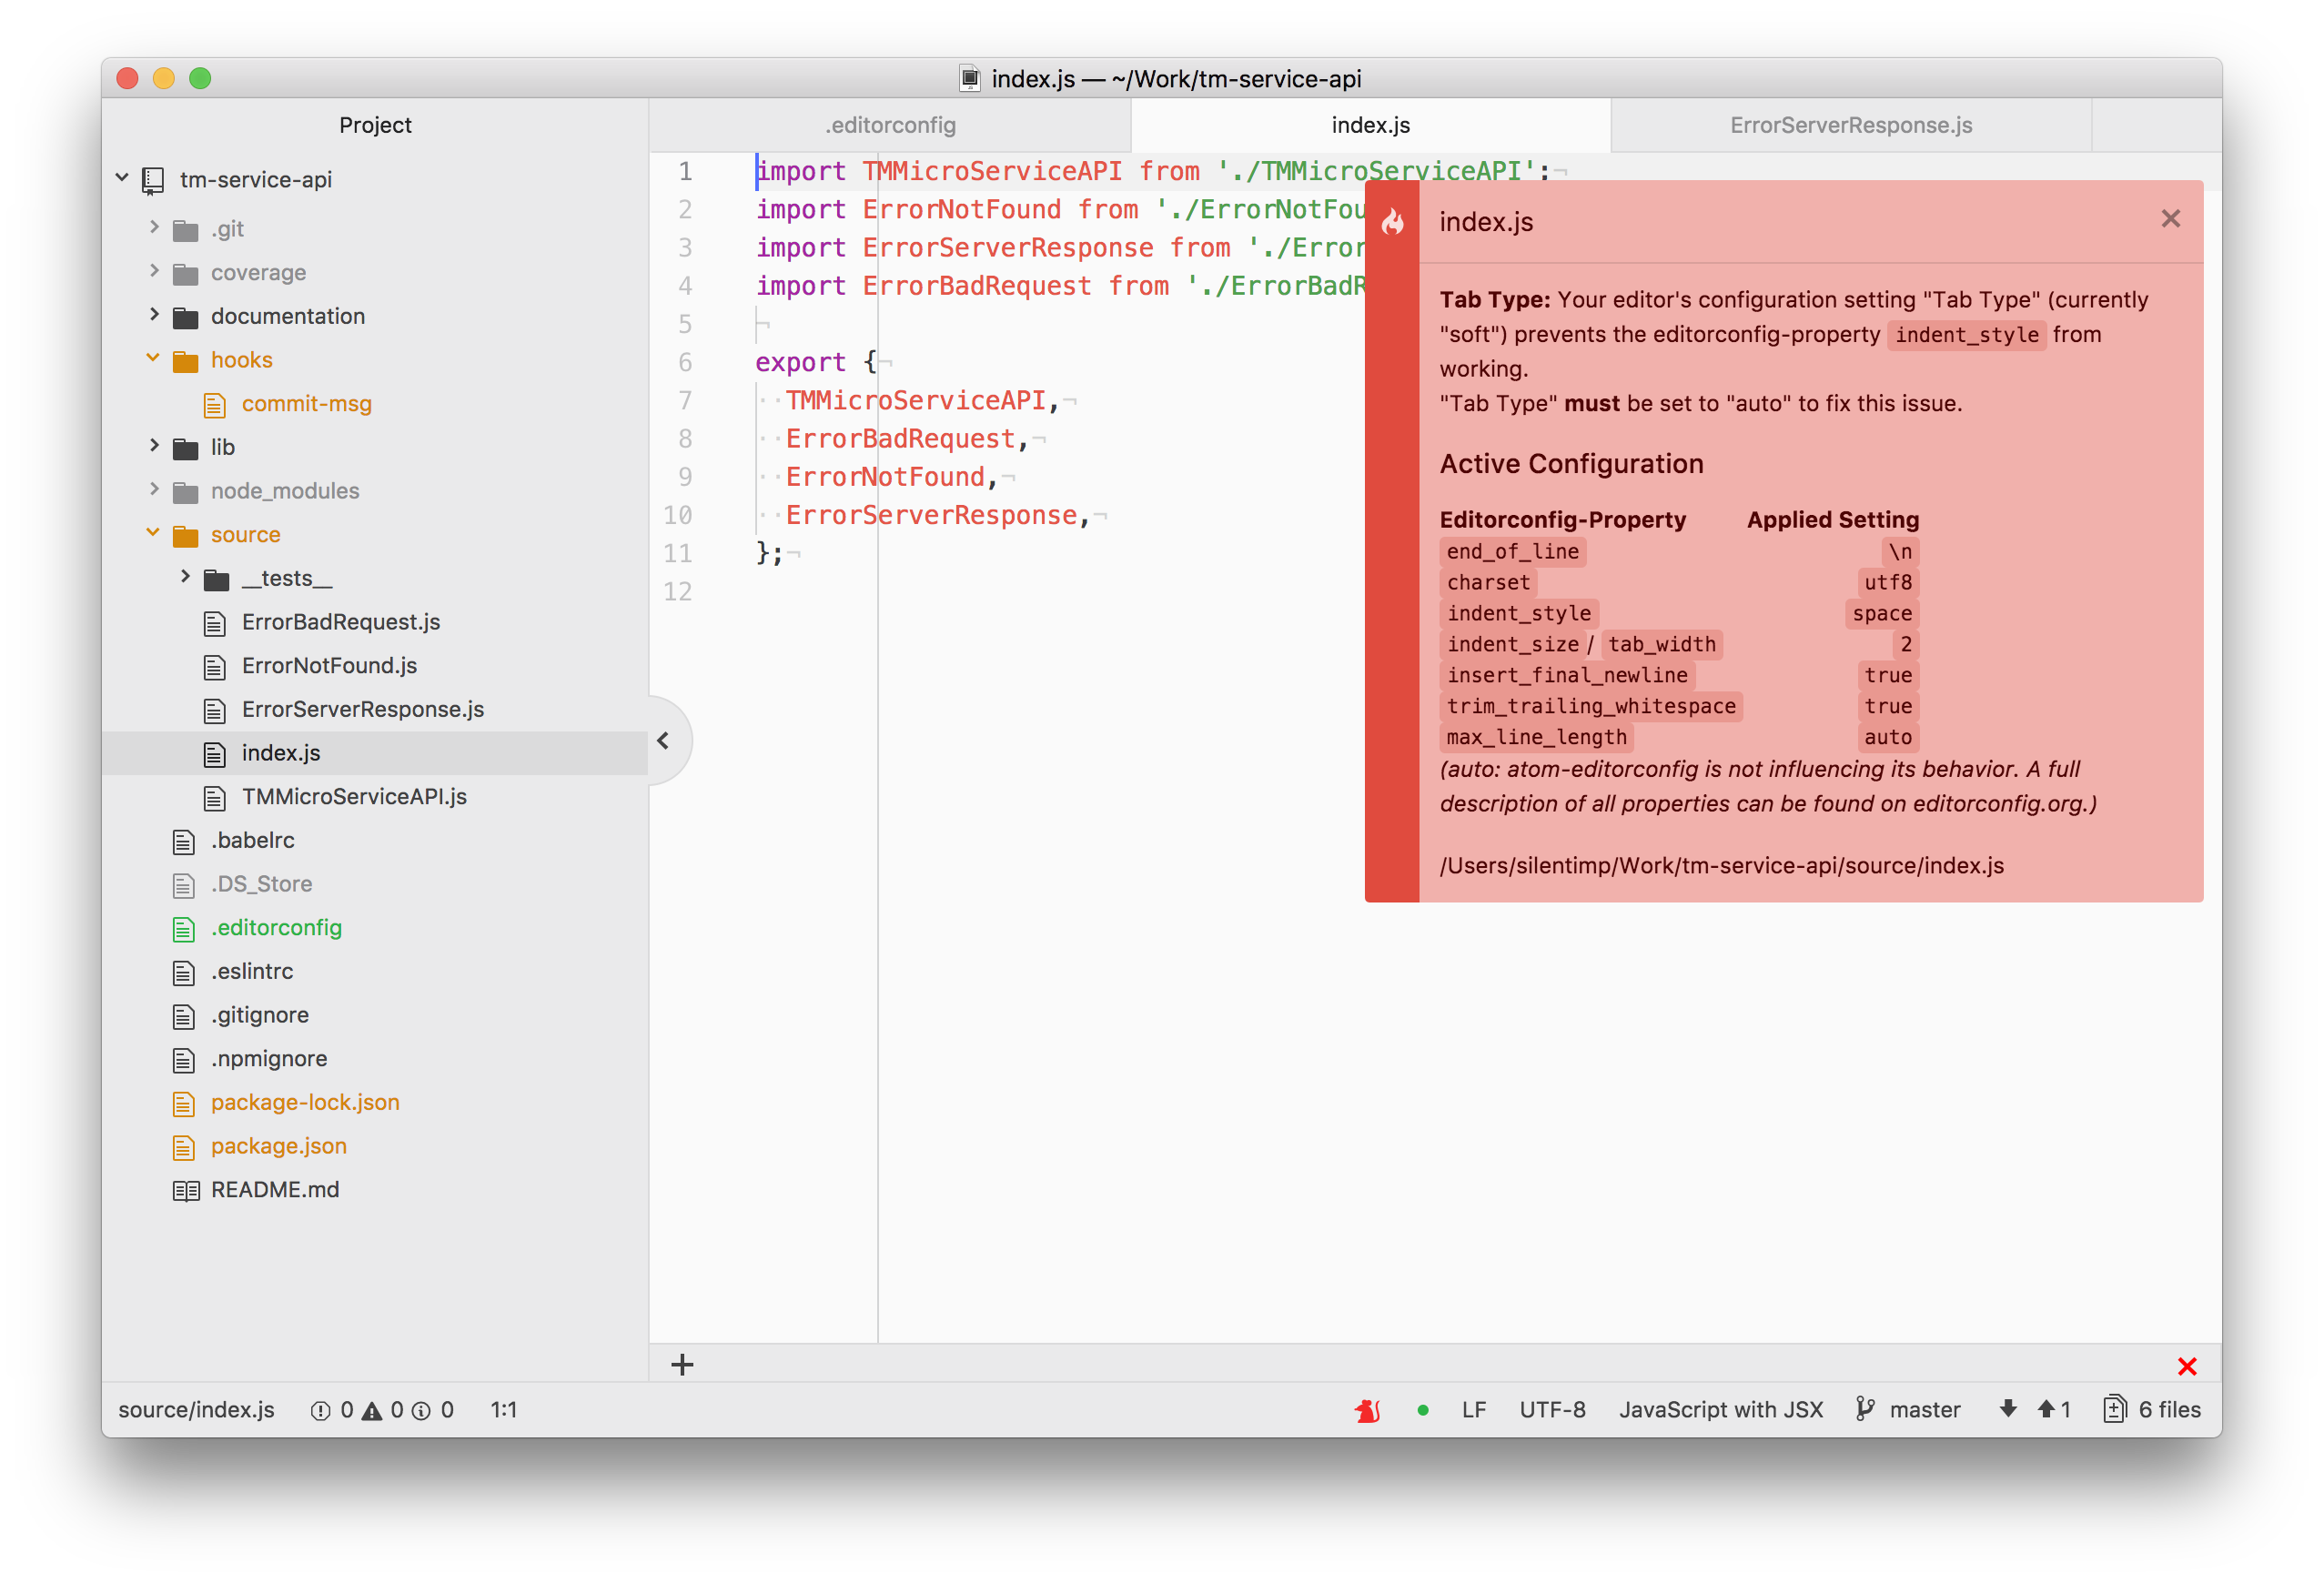 index.js — ~/Work/tm-service-api
Project
tm-service-api
.git
coverage
documentation
hooks
commit-msg
lib
node_modules
source
__tests__
ErrorBadRequest.js
ErrorNotFound.js
ErrorServerResponse.js
index.js
TMMicroServiceAPI.js
.babelrc
.DS_Store
.editorconfig
.eslintrc
.gitignore
.npmignore
package-lock.json
package.json
README.md
.editorconfig
index.js
ErrorServerResponse.js
1 import TMMicroServiceAPI from './TMMicroServiceAPI';¬
2 import ErrorNotFound from './ErrorNotFou
3 import ErrorServerResponse from './Error
4 import ErrorBadRequest from './ErrorBadR
5 ¬
6 export {¬
7 ··TMMicroServiceAPI,¬
8 ··ErrorBadRequest,¬
9 ··ErrorNotFound,¬
10 ··ErrorServerResponse,¬
11 };¬
12
index.js
Tab Type: Your editor's configuration setting "Tab Type" (currently
"soft") prevents the editorconfig-property indent_style from
working.
"Tab Type" must be set to "auto" to fix this issue.
Active Configuration
Editorconfig-Property Applied Setting
end_of_line \n
charset utf8
indent_style space
indent_size / tab_width 2
insert_final_newline true
trim_trailing_whitespace true
max_line_length auto
(auto: atom-editorconfig is not influencing its behavior. A full
description of all properties can be found on editorconfig.org.)
/Users/silentimp/Work/tm-service-api/source/index.js
source/index.js 0 0 0 1:1 LF UTF-8 JavaScript with JSX master 1 6 files